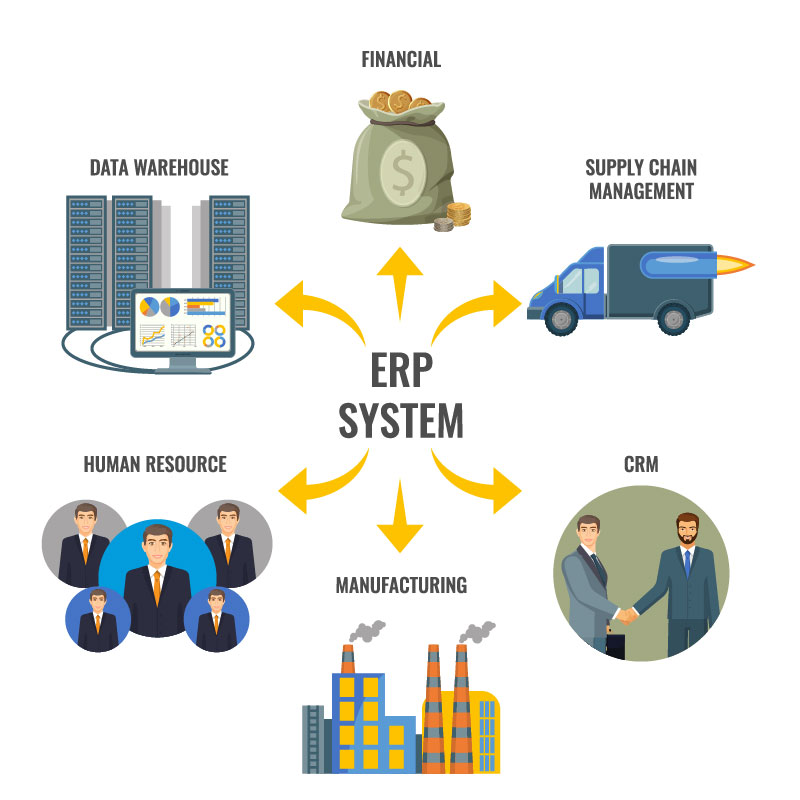 FINANCIAL
DATA WAREHOUSE
SUPPLY CHAIN
MANAGEMENT
$
ERP
SYSTEM
HUMAN RESOURCE
CRM
MANUFACTURING